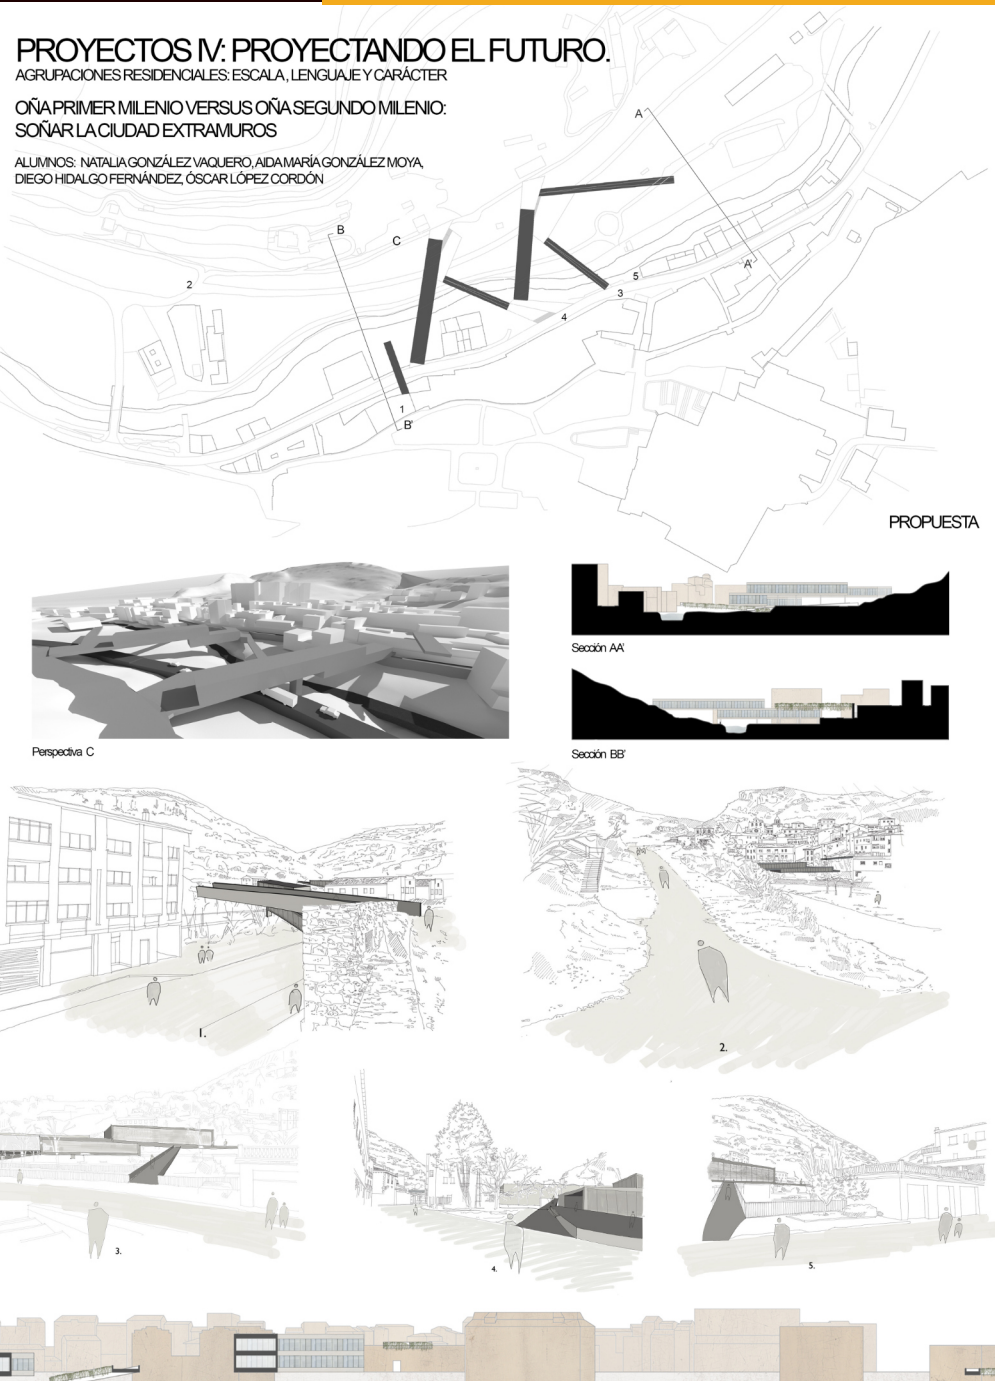 PROYECTOS IV: PROYECTANDO EL FUTURO.
AGRUPACIONES RESIDENCIALES: ESCALA , LENGUAJE Y CARÁCTER
OÑA PRIMER MILENIO VERSUS OÑA SEGUNDO MILENIO:
SOÑAR LA CIUDAD EXTRAMUROS
ALUMNOS: NATALIA GONZÁLEZ VAQUERO, AIDA MARÍA GONZÁLEZ MOYA,
DIEGO HIDALGO FERNÁNDEZ, ÓSCAR LÓPEZ CORDÓN
A
B
C
A'
2
5
3
4
1
B'
PROPUESTA
Sección AA'
Perspectiva C
Sección BB'
1.
2.
3.
4.
5.